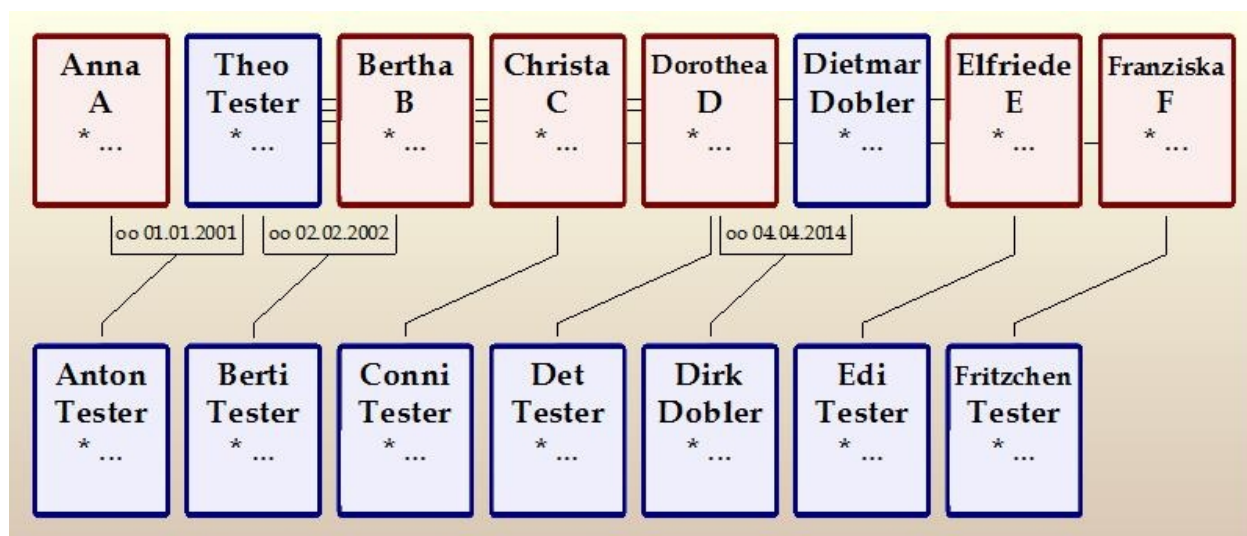 Anna
A
* ...
Theo
Tester
* ...
Bertha
B
* ...
Christa
C
* ...
Dorothea
D
* ...
Dietmar
Dobler
* ...
Elfriede
E
* ...
Franziska
F
* ...
oo 01.01.2001
oo 02.02.2002
oo 04.04.2014
Anton
Tester
* ...
Berti
Tester
* ...
Conni
Tester
* ...
Det
Tester
* ...
Dirk
Dobler
* ...
Edi
Tester
* ...
Fritzchen
Tester
* ...